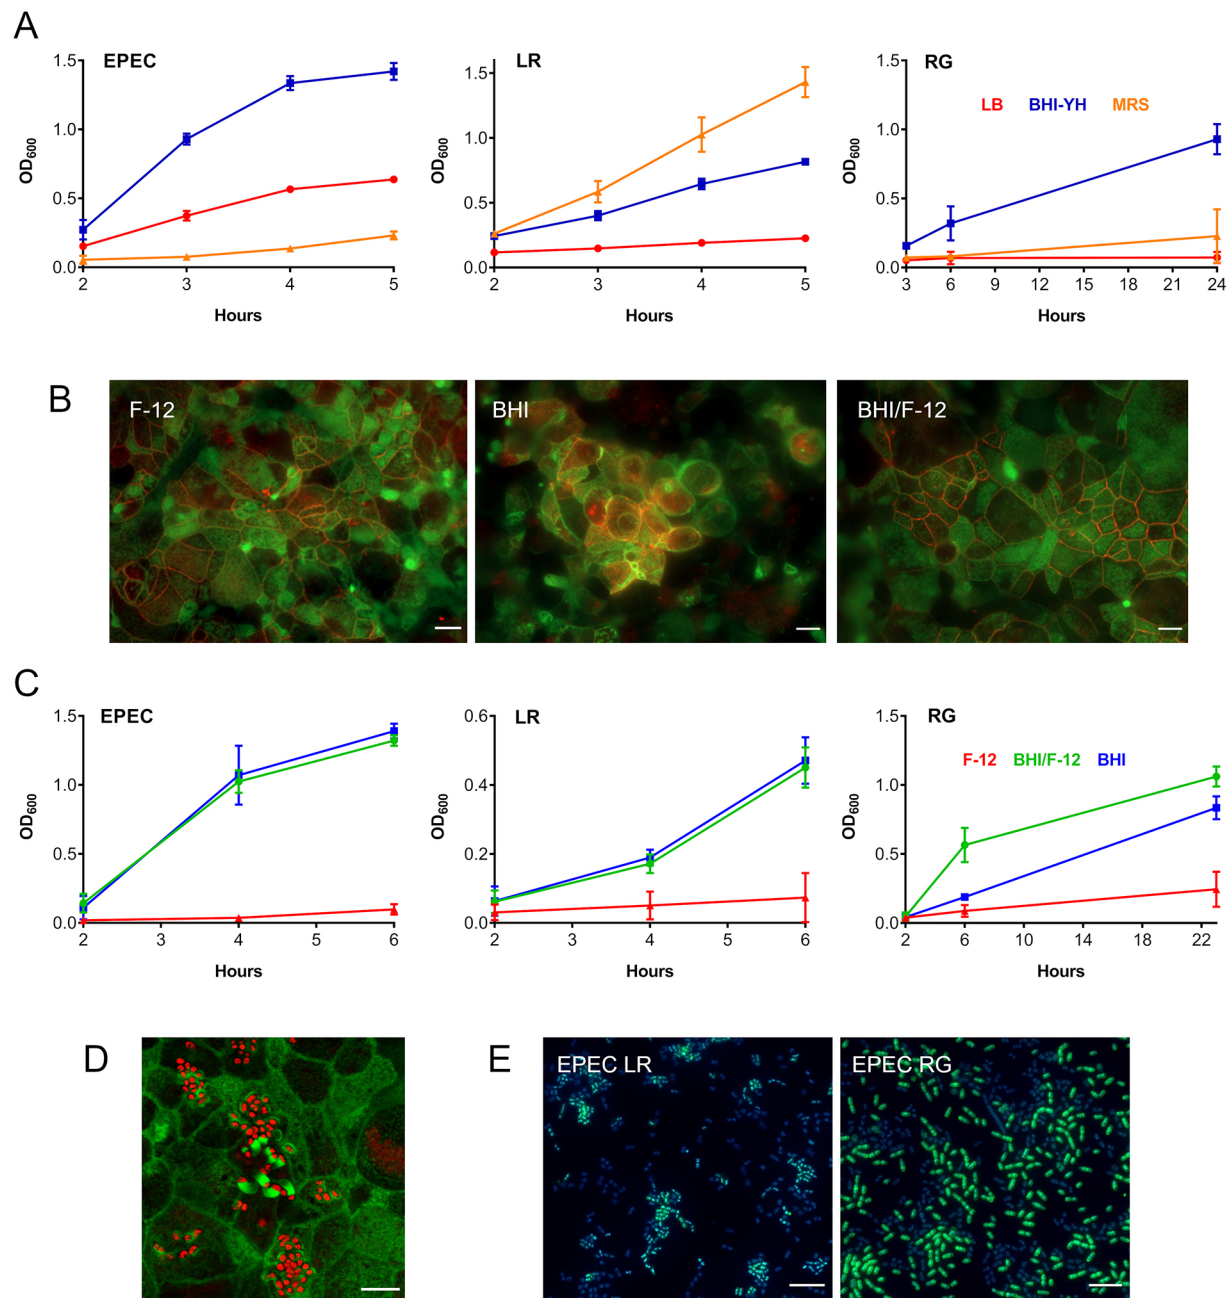 A
EPEC
LR
RG
LB BHI-YH MRS
OD600
1.5
1.0
0.5
0.0
2 3 4 5
Hours
OD600
1.5
1.0
0.5
0.0
2 3 4 5
Hours
OD600
1.5
1.0
0.5
0.0
3 6 9 12 15 18 21 24
Hours
B
F-12
BHI
BHI/F-12
C
EPEC
LR
RG
F-12 BHI/F-12 BHI
OD600
1.5
1.0
0.5
0.0
2 3 4 5 6
Hours
OD600
0.6
0.4
0.2
0.0
2 3 4 5 6
Hours
OD600
1.5
1.0
0.5
0.0
2 6 10 14 18 22
Hours
D
E
EPEC LR
EPEC RG